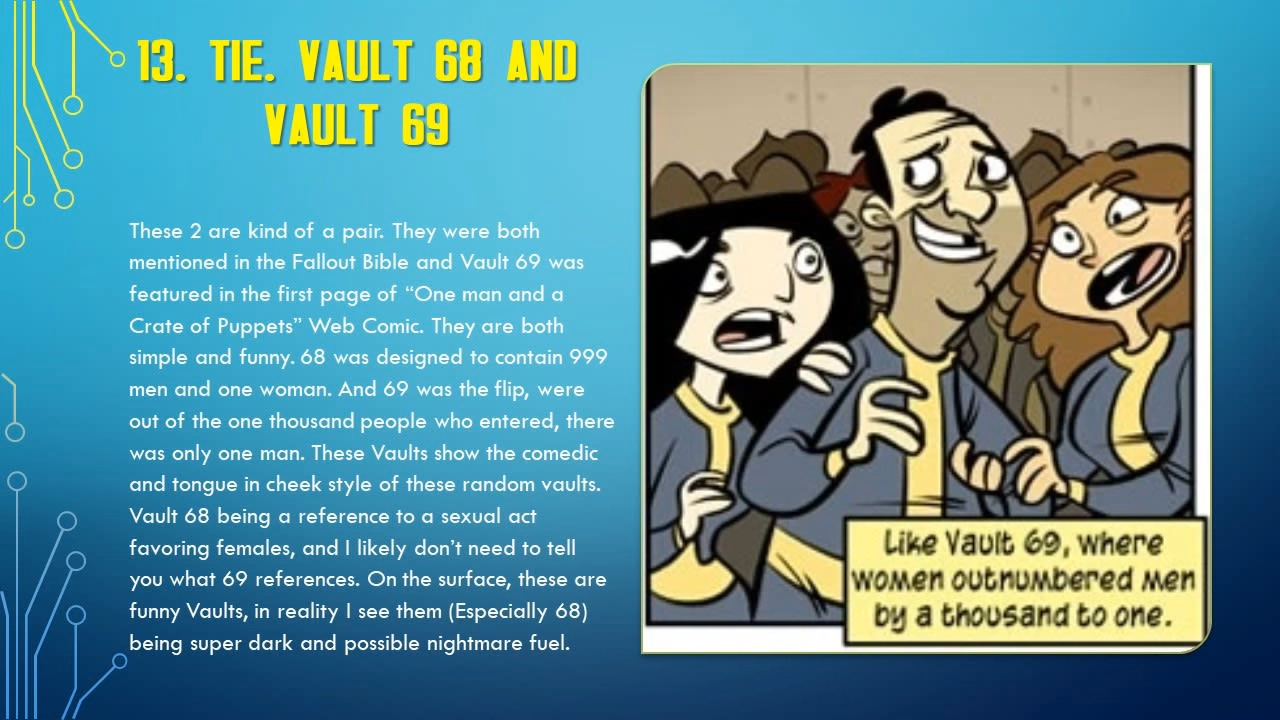 13. TIE. VAULT 68 AND
VAULT 69
These 2 are kind of a pair. They were both
mentioned in the Fallout Bible and Vault 69 was
featured in the first page of “One man and a
Crate of Puppets” Web Comic. They are both
simple and funny. 68 was designed to contain 999
men and one woman. And 69 was the flip, were
out of the one thousand people who entered, there
was only one man. These Vaults show the comedic
and tongue in cheek style of these random vaults.
Vault 68 being a reference to a sexual act
favoring females, and I likely don’t need to tell
you what 69 references. On the surface, these are
funny Vaults, in reality I see them (Especially 68)
being super dark and possible nightmare fuel.
Like Vault 69, where
women outnumbered men
by a thousand to one.